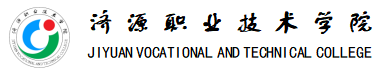 济源职业技术学院
JIYUAN VOCATIONAL AND TECHNICAL COLLEGE